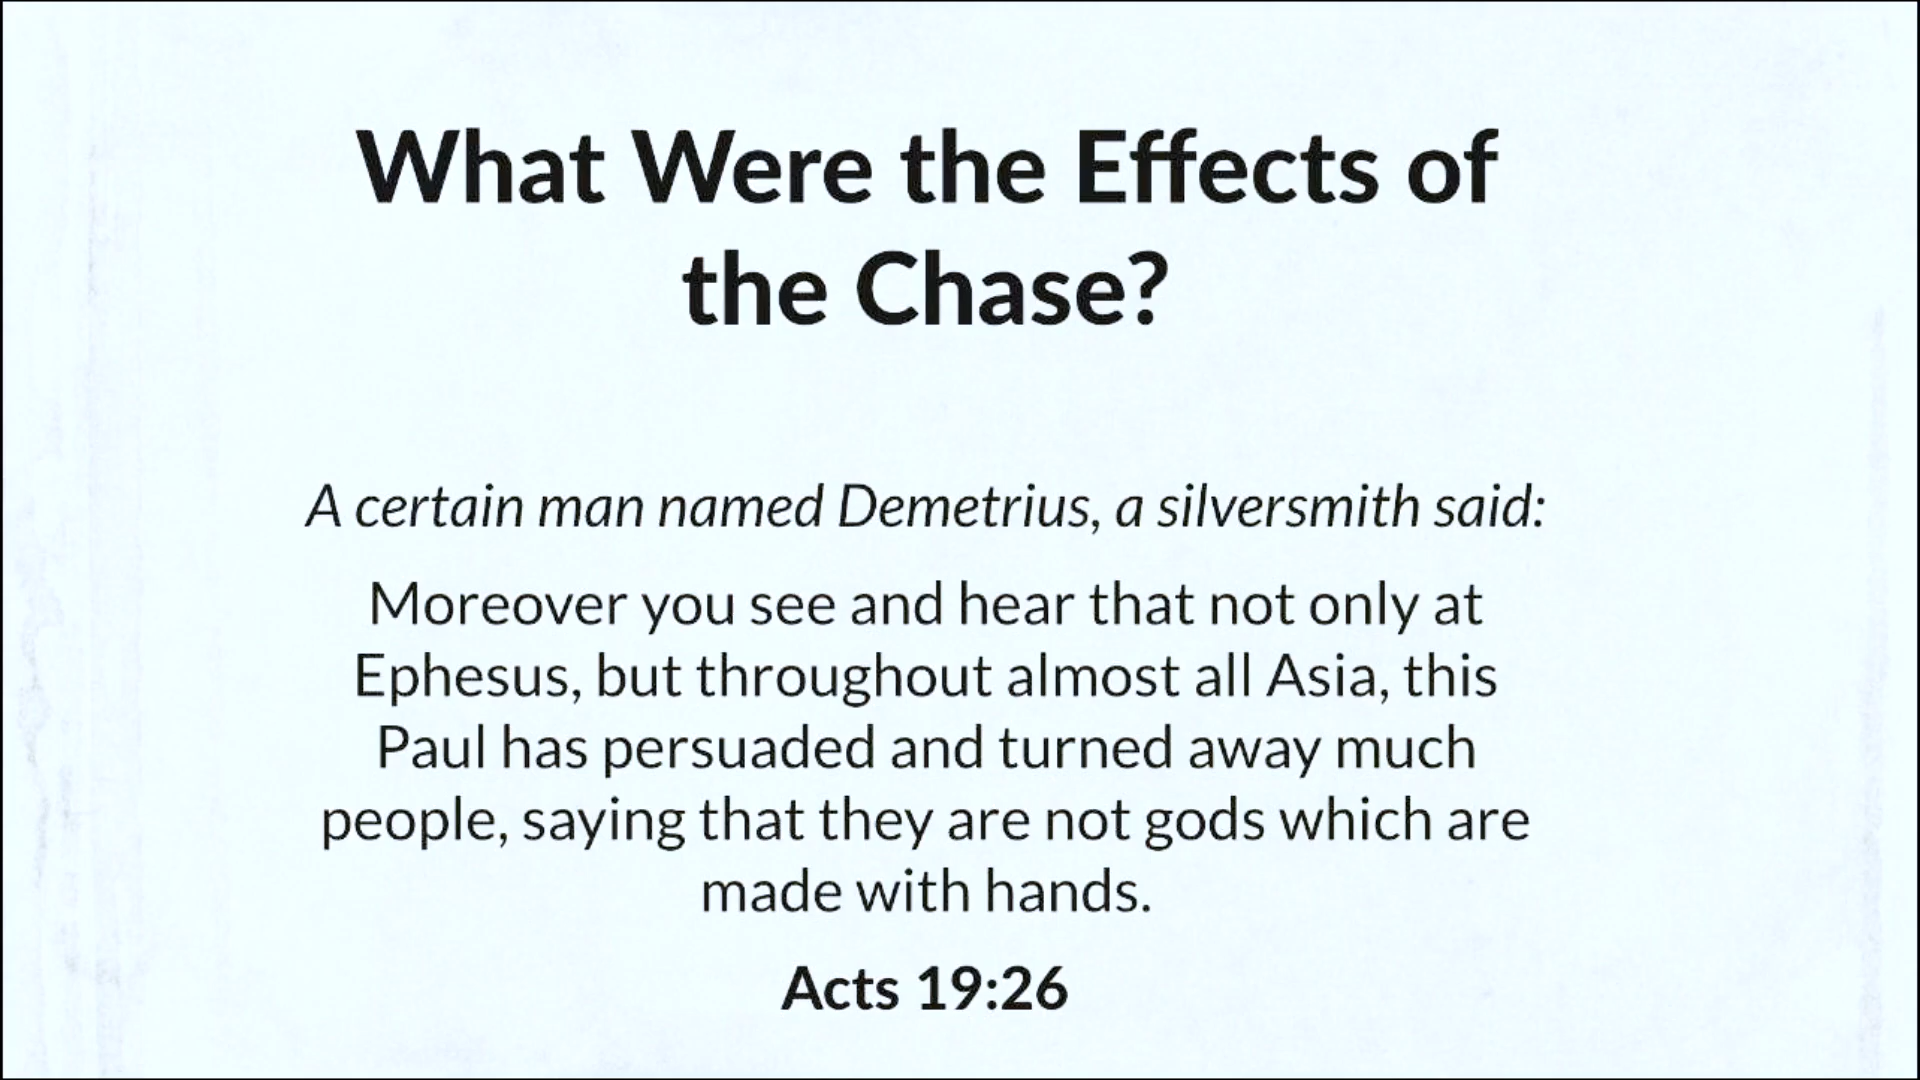 What Were the Effects of
the Chase?
A certain man named Demetrius, a silversmith said:
Moreover you see and hear that not only at
Ephesus, but throughout almost all Asia, this
Paul has persuaded and turned away much
people, saying that they are not gods which are
made with hands.
Acts 19:26